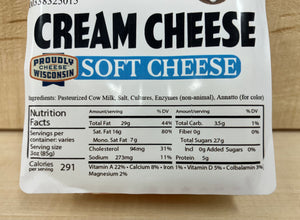 CREAM CHEESE
PROUDLY
WISCONSIN
CHEESE
SOFT CHEESE
Ingredients: Pasteurized Cow Milk, Salt, Cultures, Enzymes (non-animal), Annatto (for color)
Nutrition
Facts
Servings per
container: varies
Serving size
3oz (85g)
Calories
per serving 291
Amount/serving % DV
Total Fat 29g 44%
Sat. Fat 16g 80%
Mono. Sat Fat 7g
Cholesterol 94mg 31%
Sodium 273mg 11%
Amount/serving % DV
Total Carb. 3.5g 1%
Fiber 0g 0%
Total Sugars 2.7g
Incl 0g Added Sugars 0%
Protein 5g
Vitamin A 22% • Calcium 8% • Iron 1% • Vitamin D 5% • Cobalamin 3%